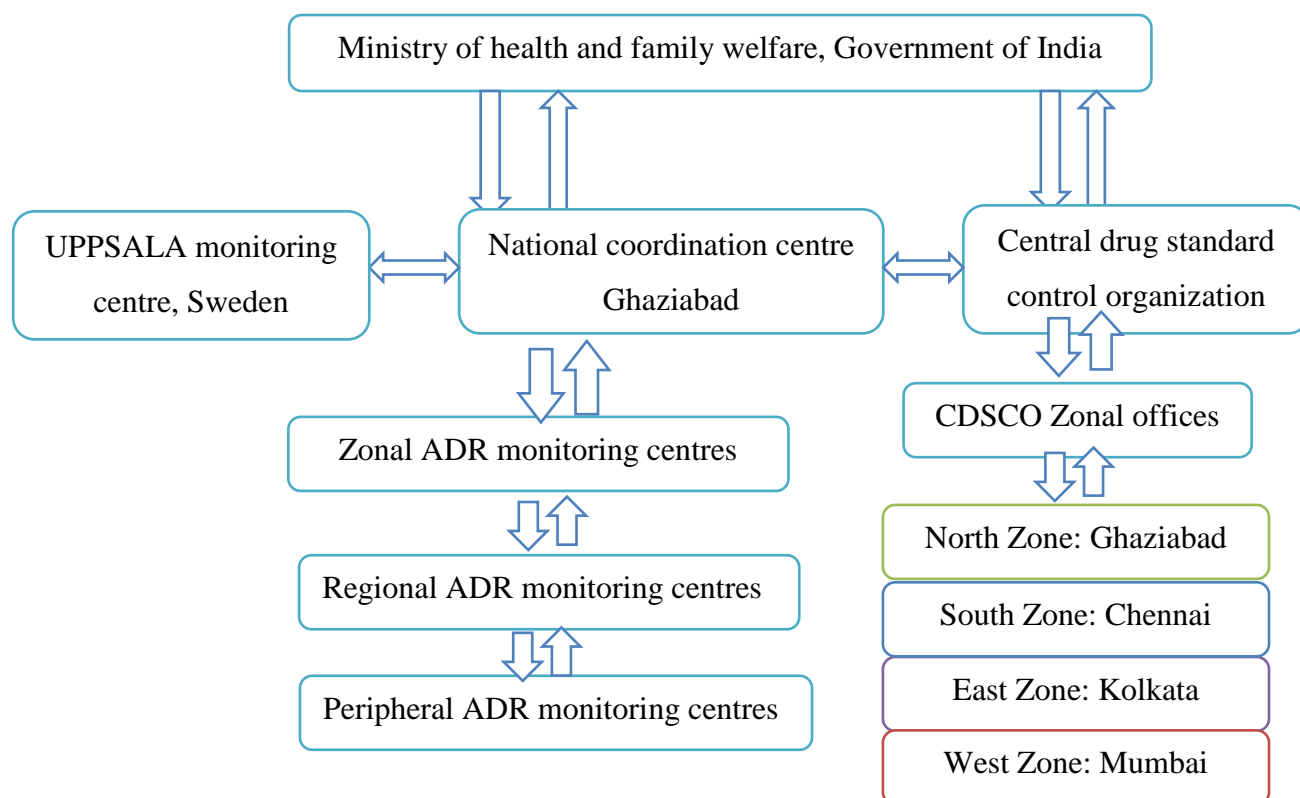 Ministry of health and family welfare, Government of India
UPPSALA monitoring
centre, Sweden
National coordination centre
Ghaziabad
Central drug standard
control organization
Zonal ADR monitoring centres
CDSCO Zonal offices
Regional ADR monitoring centres
Peripheral ADR monitoring centres
North Zone: Ghaziabad
South Zone: Chennai
East Zone: Kolkata
West Zone: Mumbai